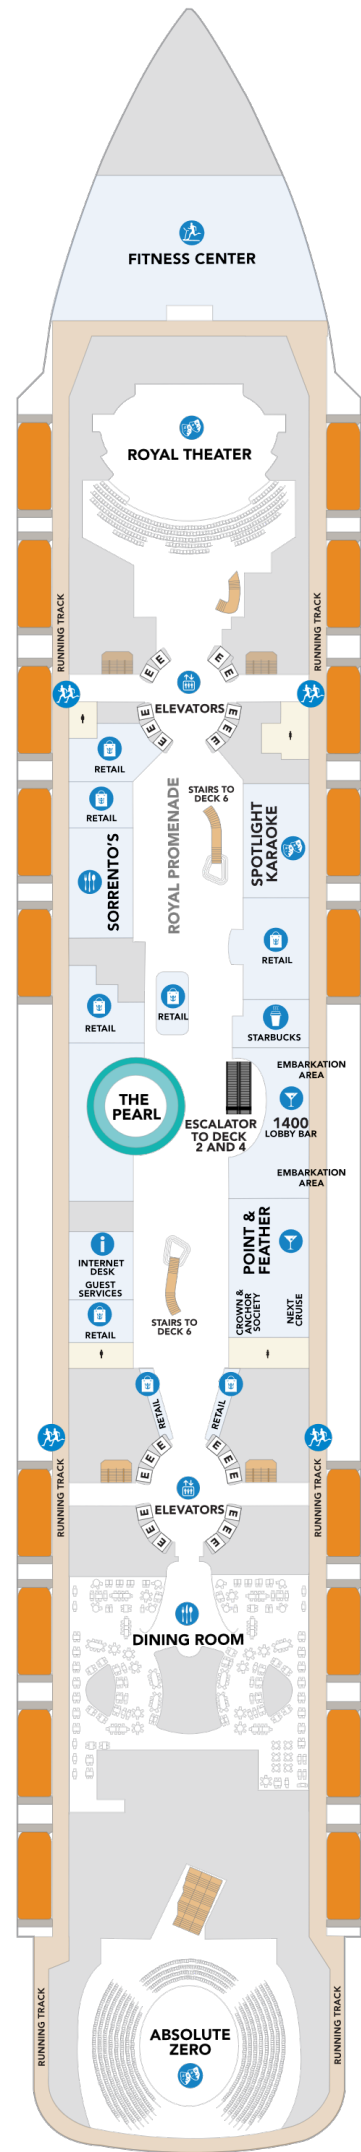 FITNESS CENTER
ROYAL THEATER
RUNNING TRACK
RUNNING TRACK
E
E
E
E
ELEVATORS
E
E
E
E
E
E
E
E
RETAIL
RETAIL
STAIRS TO
DECK 6
ROYAL PROMENADE
SORRENTO'S
SPOTLIGHT
KARAOKE
RETAIL
RETAIL
RETAIL
STARBUCKS
EMBARKATION
AREA
THE
PEARL
ESCALATOR
TO DECK
2 AND 4
1400
LOBBY BAR
EMBARKATION
AREA
POINT &
FEATHER
i
INTERNET
DESK
GUEST
SERVICES
RETAIL
STAIRS TO
DECK 6
CROWN &
ANCHOR
SOCIETY
NEXT
CRUISE
RETAIL
RETAIL
E
E
E
E
E
E
RUNNING TRACK
RUNNING TRACK
ELEVATORS
E
E
E
E
E
E
E
E
DINING ROOM
ABSOLUTE
ZERO
RUNNING TRACK
RUNNING TRACK